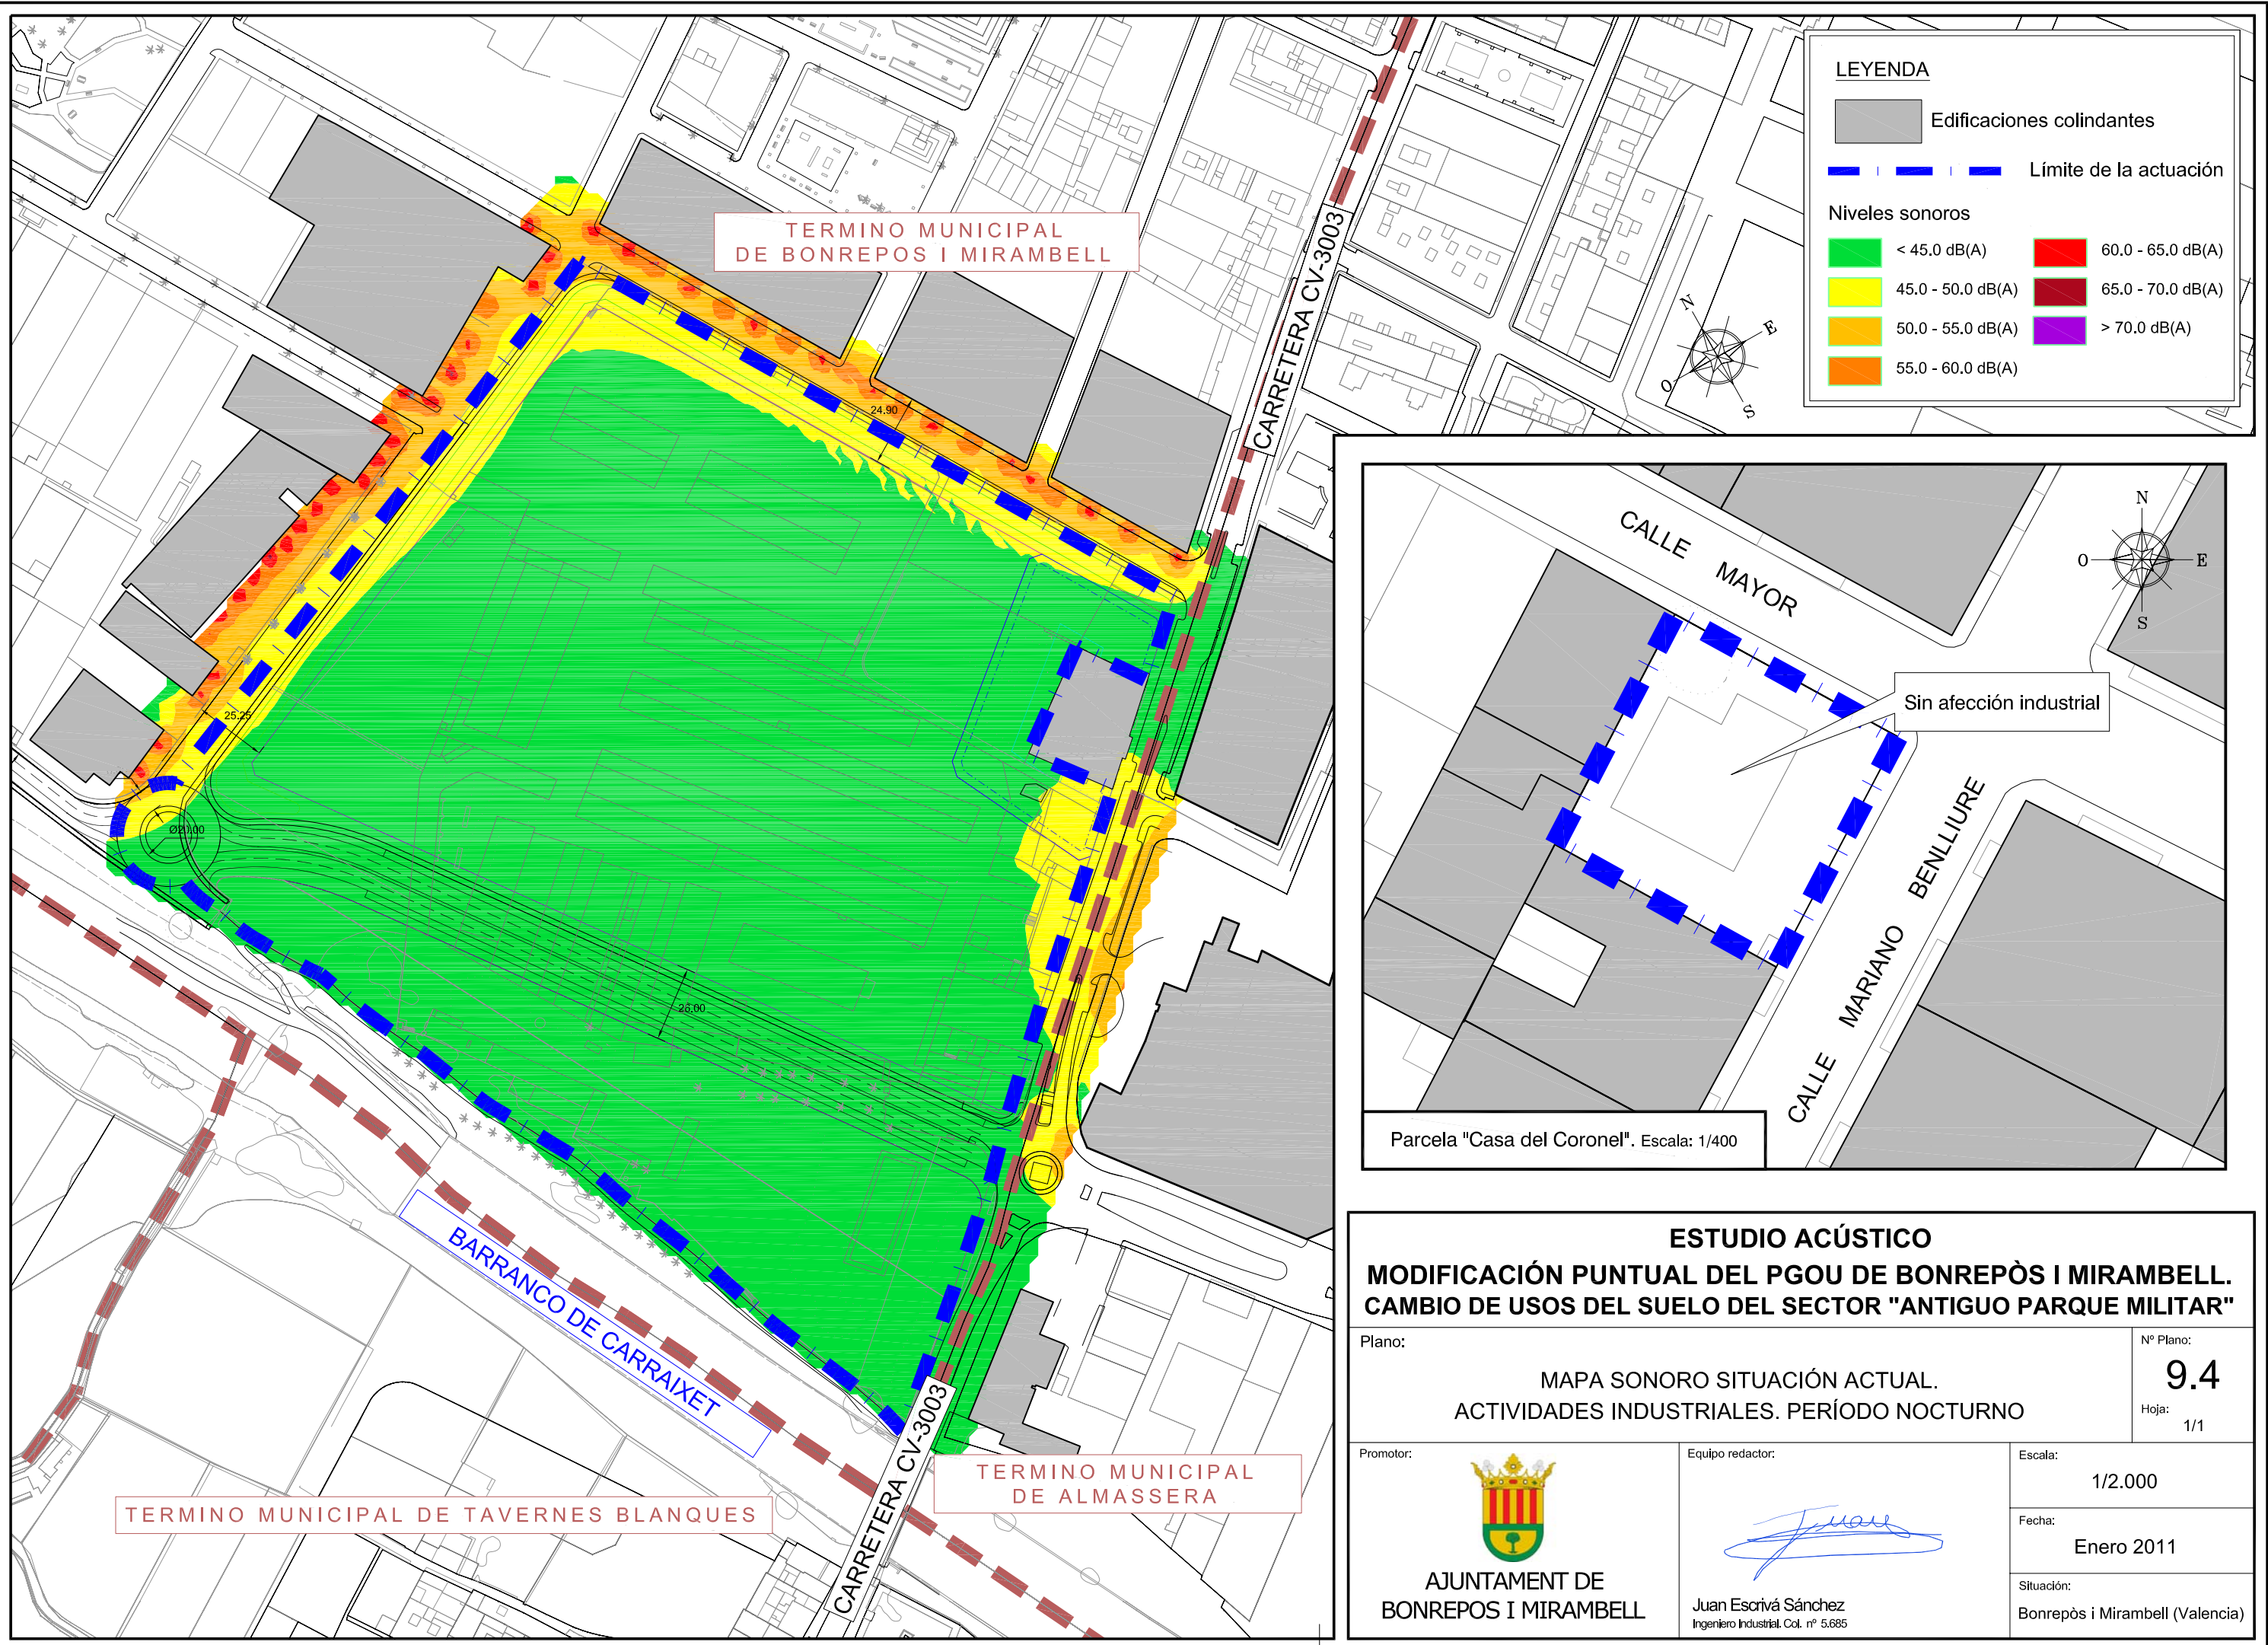 TERMINO MUNICIPAL
DE BONREPOS I MIRAMBELL
CARRETERA CV-3003
24.90
25.25
Ø20.00
26.00
BARRANCO DE CARRAIXET
TERMINO MUNICIPAL DE TAVERNES BLANQUES
CARRETERA CV-3003
TERMINO MUNICIPAL
DE ALMASSERA
N
E
O
S
LEYENDA
Edificaciones colindantes
Límite de la actuación
Niveles sonoros
< 45.0 dB(A)
60.0 - 65.0 dB(A)
45.0 - 50.0 dB(A)
65.0 - 70.0 dB(A)
50.0 - 55.0 dB(A)
> 70.0 dB(A)
55.0 - 60.0 dB(A)
CALLE MAYOR
N
O
E
S
Sin afección industrial
CALLE MARIANO BENLLIURE
Parcela "Casa del Coronel". Escala: 1/400
ESTUDIO ACÚSTICO
MODIFICACIÓN PUNTUAL DEL PGOU DE BONREPÒS I MIRAMBELL.
CAMBIO DE USOS DEL SUELO DEL SECTOR "ANTIGUO PARQUE MILITAR"
Plano:
MAPA SONORO SITUACIÓN ACTUAL.
ACTIVIDADES INDUSTRIALES. PERÍODO NOCTURNO
Nº Plano:
9.4
Hoja:
1/1
Promotor:
AJUNTAMENT DE
BONREPOS I MIRAMBELL
Equipo redactor:
Juan Escrivá Sánchez
Ingeniero Industrial. Col. nº 5.685
Escala:
1/2.000
Fecha:
Enero 2011
Situación:
Bonrepòs i Mirambell (Valencia)